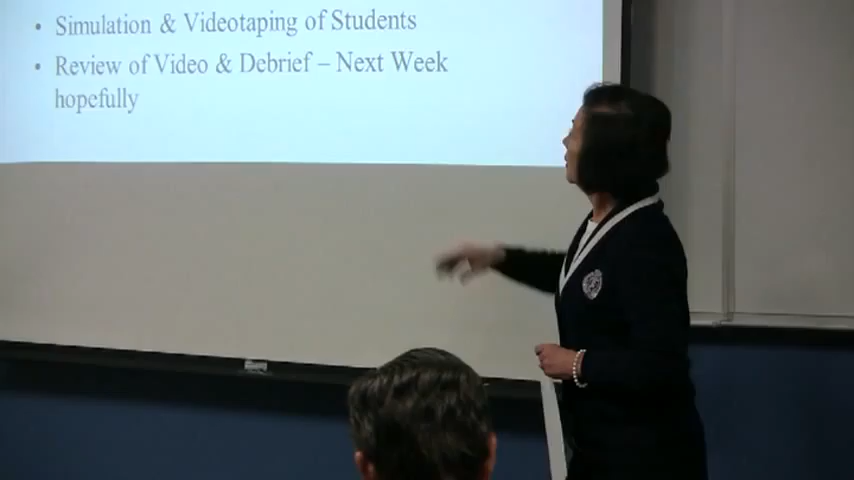 • Simulation & Videotaping of Students
• Review of Video & Debrief – Next Week
hopefully